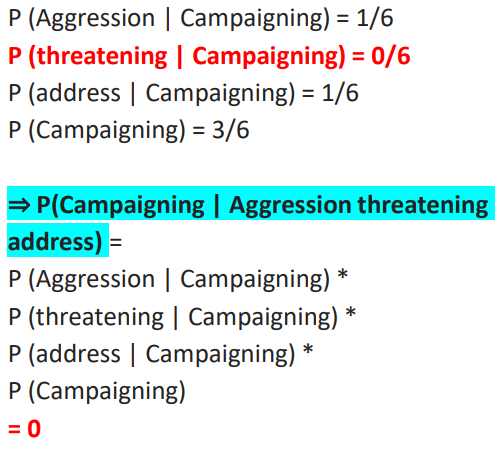 P (Aggression | Campaigning) = 1/6
P (threatening | Campaigning) = 0/6
P (address | Campaigning) = 1/6
P (Campaigning) = 3/6
⇒ P(Campaigning | Aggression threatening
address) =
P (Aggression | Campaigning) *
P (threatening | Campaigning) *
P (address | Campaigning) *
P (Campaigning)
= 0